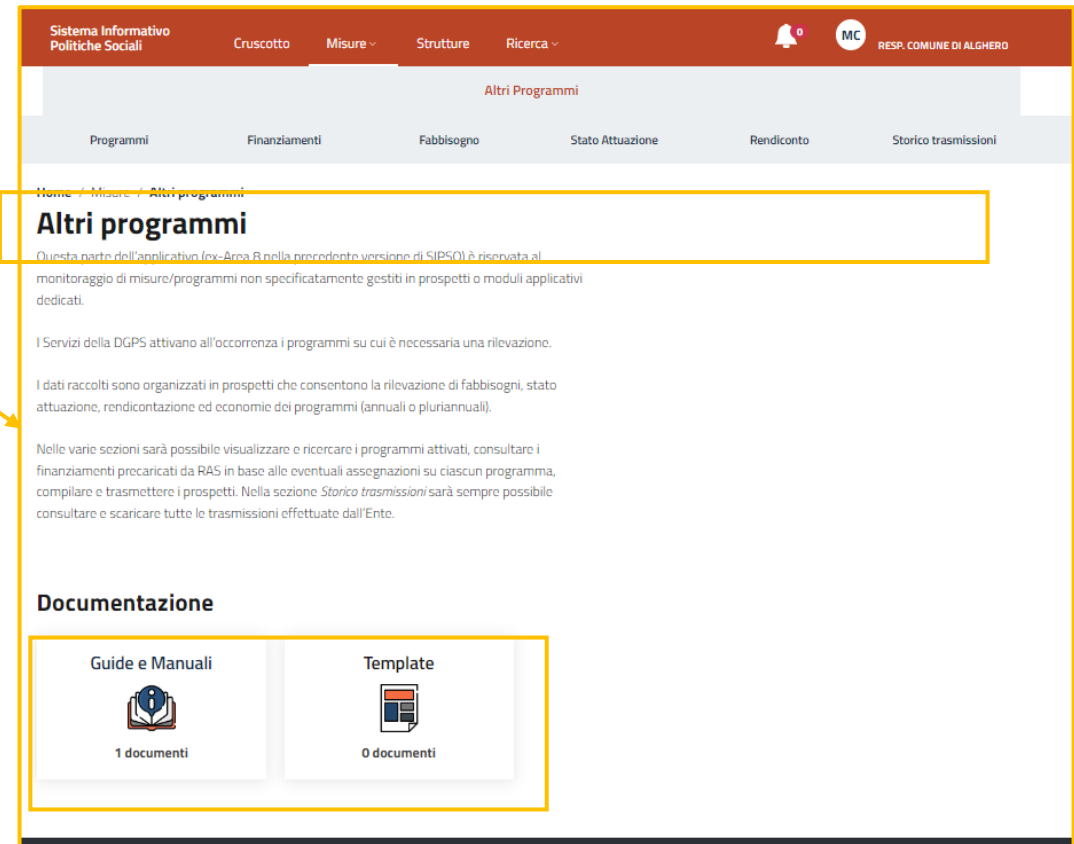 Sistema Informativo
Politiche Sociali
Cruscotto Misure Strutture Ricerca
0
MC
RESP. COMUNE DI ALGHERO
Altri Programmi
Programmi Finanziamenti Fabbisogno Stato Attuazione Rendiconto Storico trasmissioni
Home / Misure / Altri programmi
Altri programmi
Questa parte dell'applicativo (ex-Area 8 nella precedente versione di SIPSO) è riservata al
monitoraggio di misure/programmi non specificatamente gestiti in prospetti o moduli applicativi
dedicati.
I Servizi della DGPS attivano all'occorrenza i programmi su cui è necessaria una rilevazione.
I dati raccolti sono organizzati in prospetti che consentono la rilevazione di fabbisogni, stato
attuazione, rendicontazione ed economie dei programmi (annuali o pluriannuali).
Nelle varie sezioni sarà possibile visualizzare e ricercare i programmi attivati, consultare i
finanziamenti precaricati da RAS in base alle eventuali assegnazioni su ciascun programma,
compilare e trasmettere i prospetti. Nella sezione Storico trasmissioni sarà sempre possibile
consultare e scaricare tutte le trasmissioni effettuate dall'Ente.
Documentazione
Guide e Manuali
1 documenti
Template
0 documenti